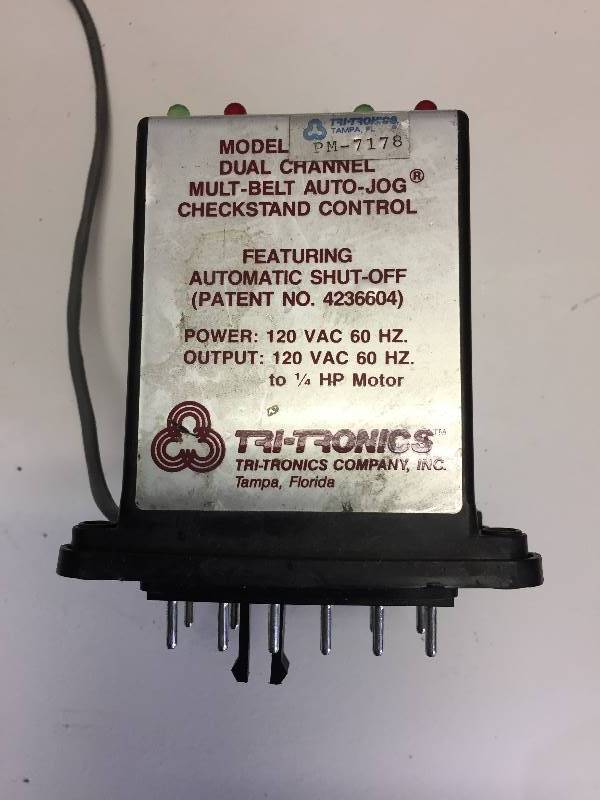 TRI-TRONICS
TAMPA, FL
MODEL PM-7178
DUAL CHANNEL
MULT-BELT AUTO-JOG®
CHECKSTAND CONTROL
FEATURING
AUTOMATIC SHUT-OFF
(PATENT NO. 4236604)
POWER: 120 VAC 60 HZ.
OUTPUT: 120 VAC 60 HZ.
to ¼ HP Motor
TRI-TRONICS™
TRI-TRONICS COMPANY, INC.
Tampa, Florida